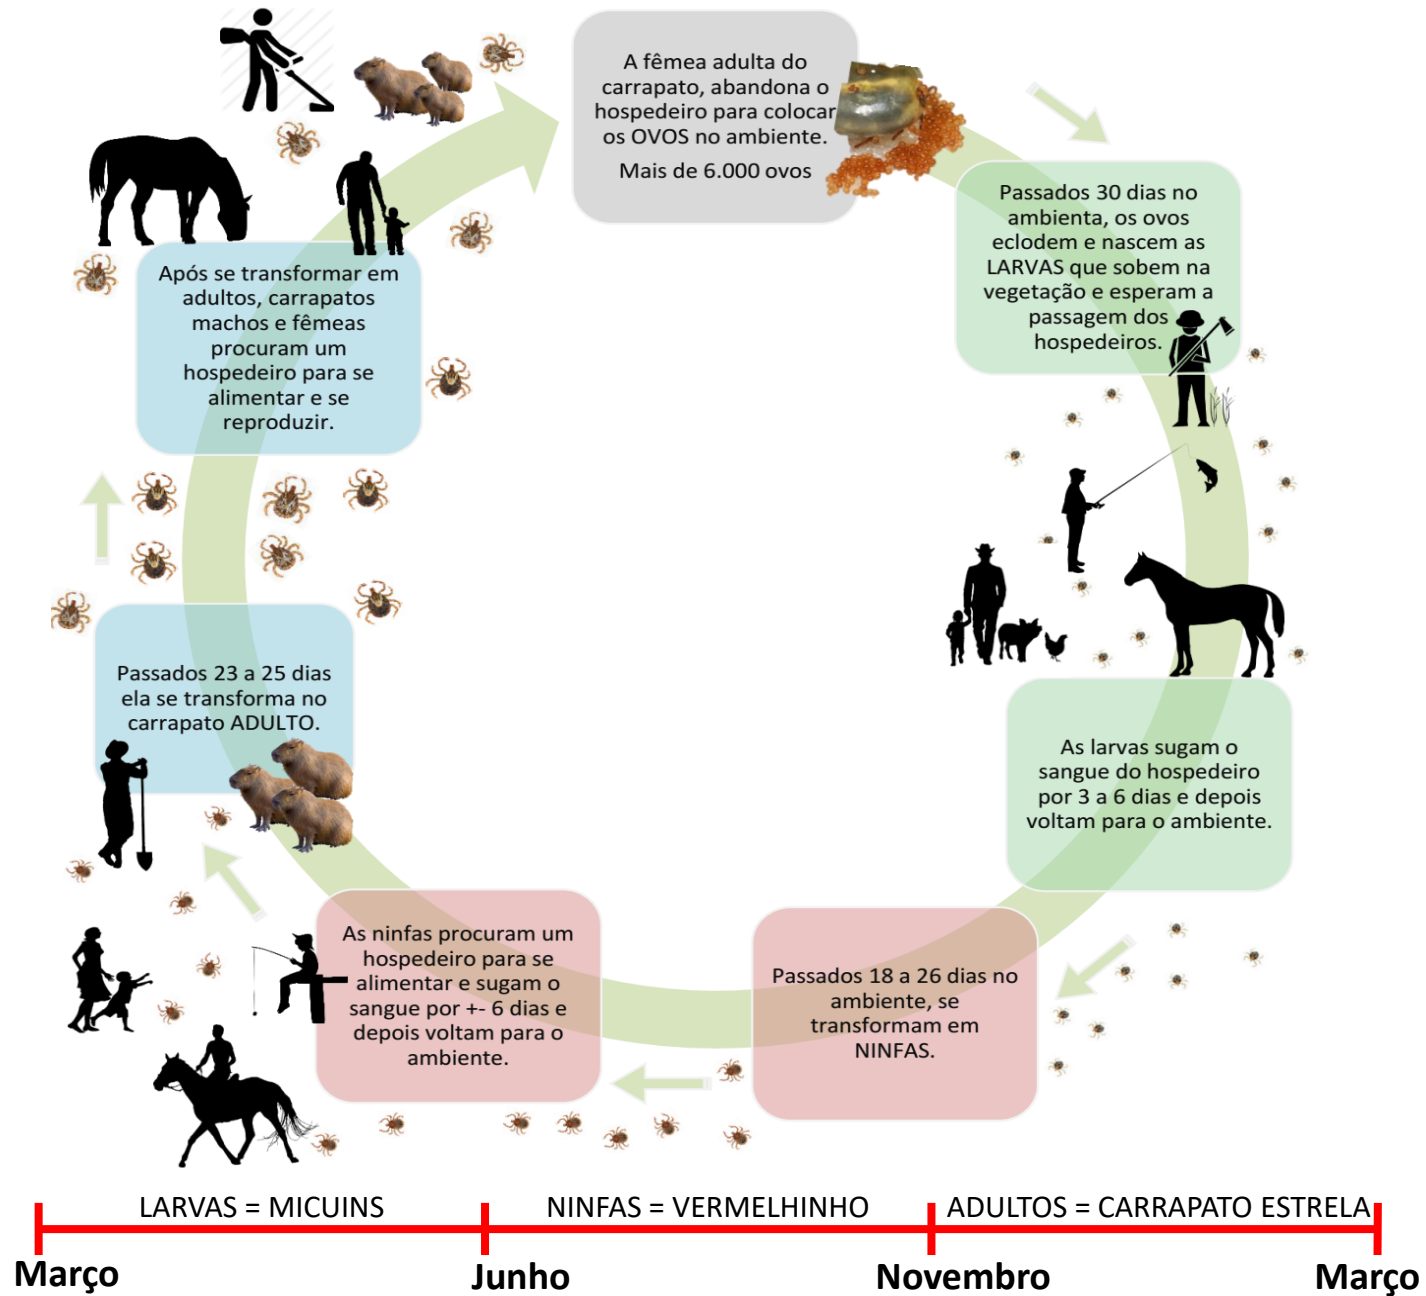 A fêmea adulta do
carrapato, abandona o
hospedeiro para colocar
os OVOS no ambiente.
Mais de 6.000 ovos
Passados 30 dias no
ambienta, os ovos
eclodem e nascem as
LARVAS que sobem na
vegetação e esperam a
passagem dos
hospedeiros.
As larvas sugam o
sangue do hospedeiro
por 3 a 6 dias e depois
voltam para o ambiente.
Passados 18 a 26 dias no
ambiente, se
transformam em
NINFAS.
As ninfas procuram um
hospedeiro para se
alimentar e sugam o
sangue por +- 6 dias e
depois voltam para o
ambiente.
Passados 23 a 25 dias
ela se transforma no
carrapato ADULTO.
Após se transformar em
adultos, carrapatos
machos e fêmeas
procuram um
hospedeiro para se
alimentar e se
reproduzir.
LARVAS = MICUINS
NINFAS = VERMELHINHO
ADULTOS = CARRAPATO ESTRELA
Março
Junho
Novembro
Março